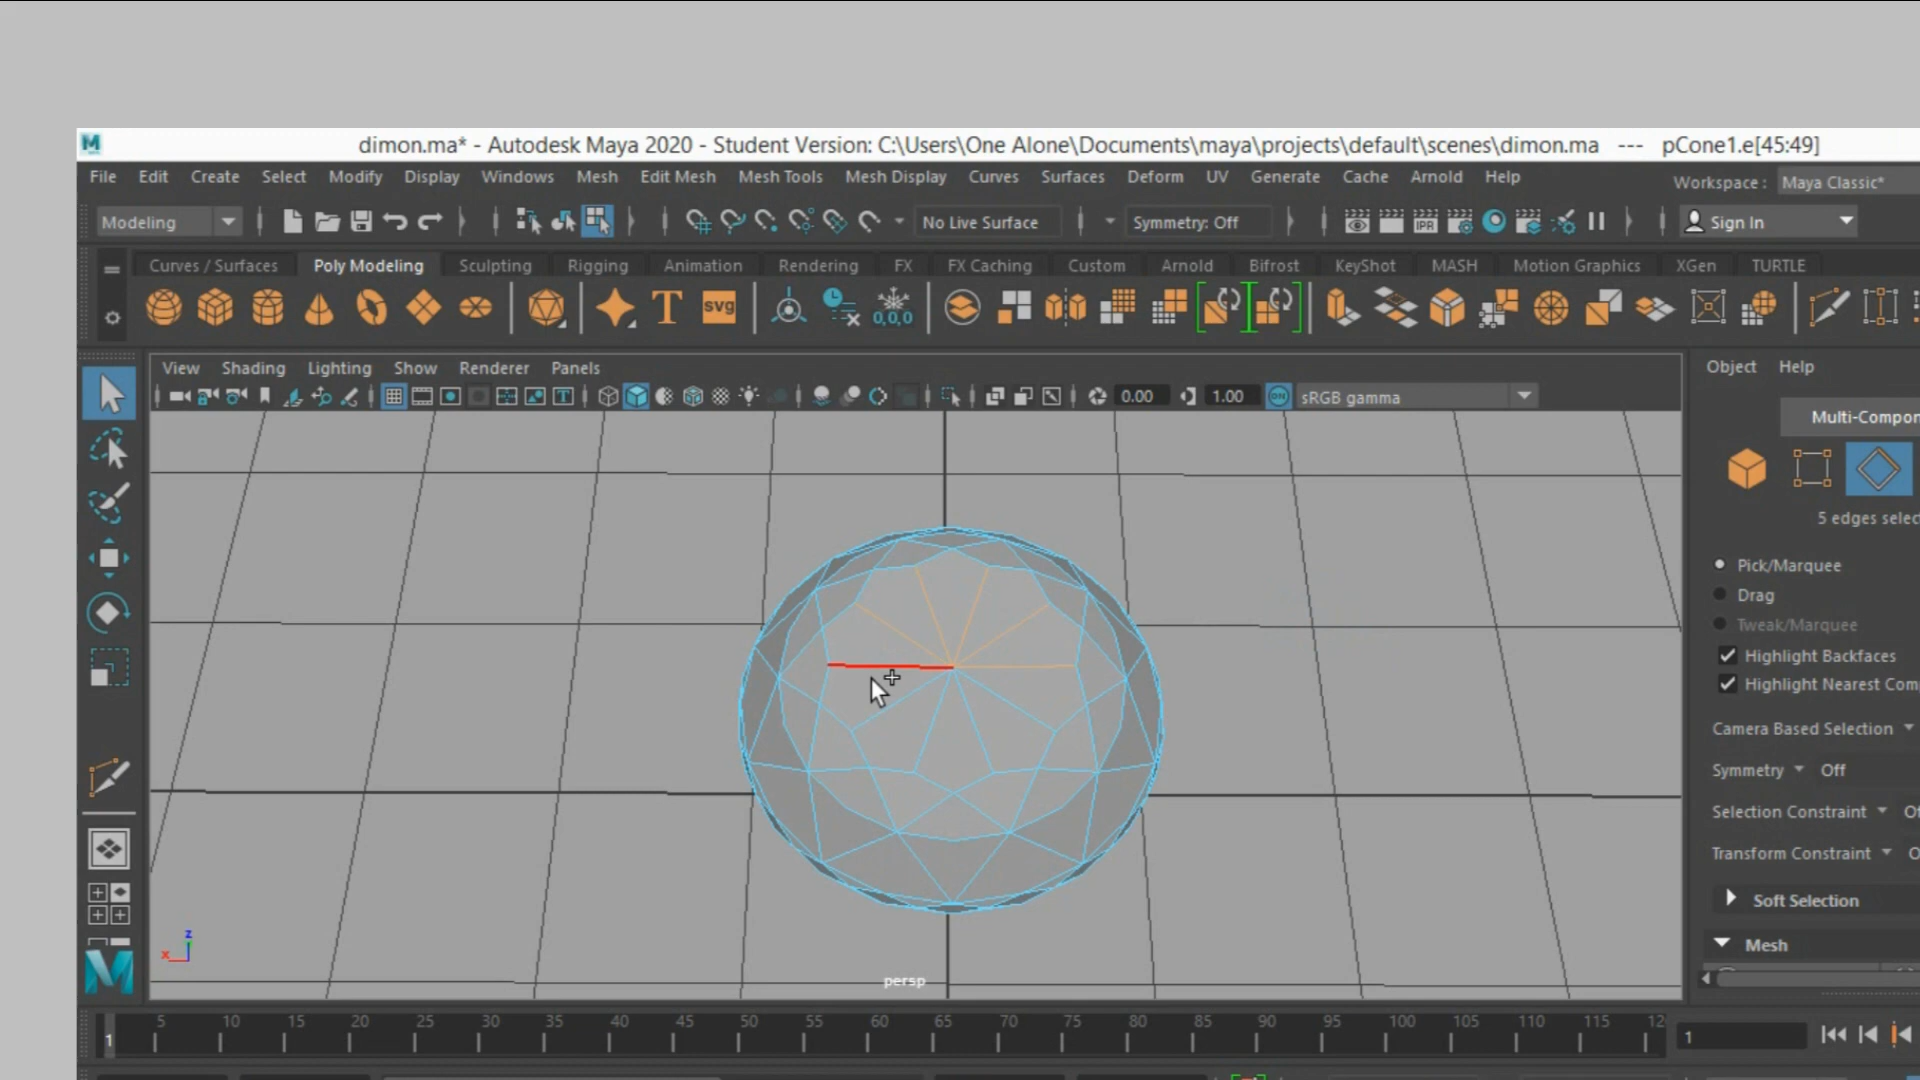 dimon.ma* - Autodesk Maya 2020 - Student Version: C:\Users\One Alone\Documents\maya\projects\default\scenes\dimon.ma --- pCone1.e[45:49]
File Edit Create Select Modify Display Windows Mesh Edit Mesh Mesh Tools Mesh Display Curves Surfaces Deform UV Generate Cache Arnold Help
Workspace : Maya Classic*
Modeling No Live Surface Symmetry: Off IPR Sign In
Curves / Surfaces Poly Modeling Sculpting Rigging Animation Rendering FX FX Caching Custom Arnold Bifrost KeyShot MASH Motion Graphics XGen TURTLE
T svg 0,0,0
View Shading Lighting Show Renderer Panels
Object Help
0.00 1.00 ON sRGB gamma
Multi-Compon
5 edges select
Pick/Marquee
Drag
Tweak/Marquee
Highlight Backfaces
Highlight Nearest Com
Camera Based Selection
Symmetry Off
Selection Constraint
Transform Constraint
Soft Selection
Mesh
z
x
persp
5 10 15 20 25 30 35 40 45 50 55 60 65 70 75 80 85 90 95 100 105 110 115 12
1
1